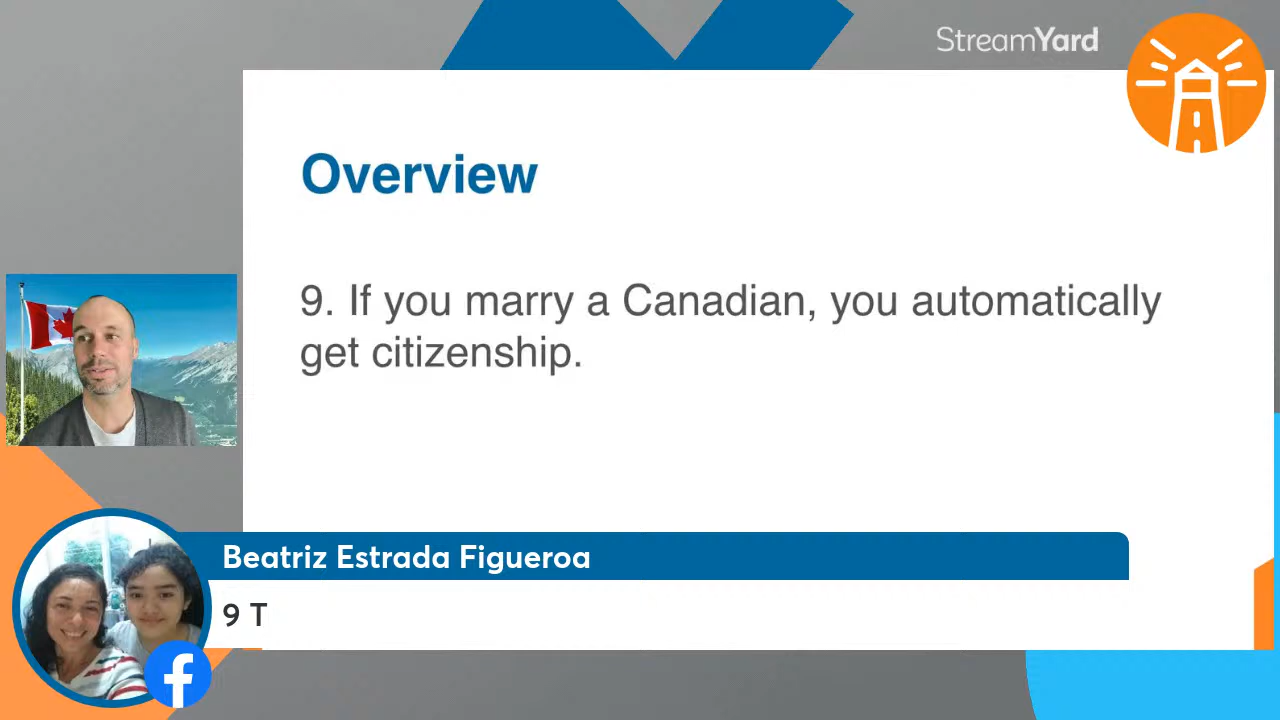 StreamYard
Overview
9. If you marry a Canadian, you automatically
get citizenship.
Beatriz Estrada Figueroa
9 T